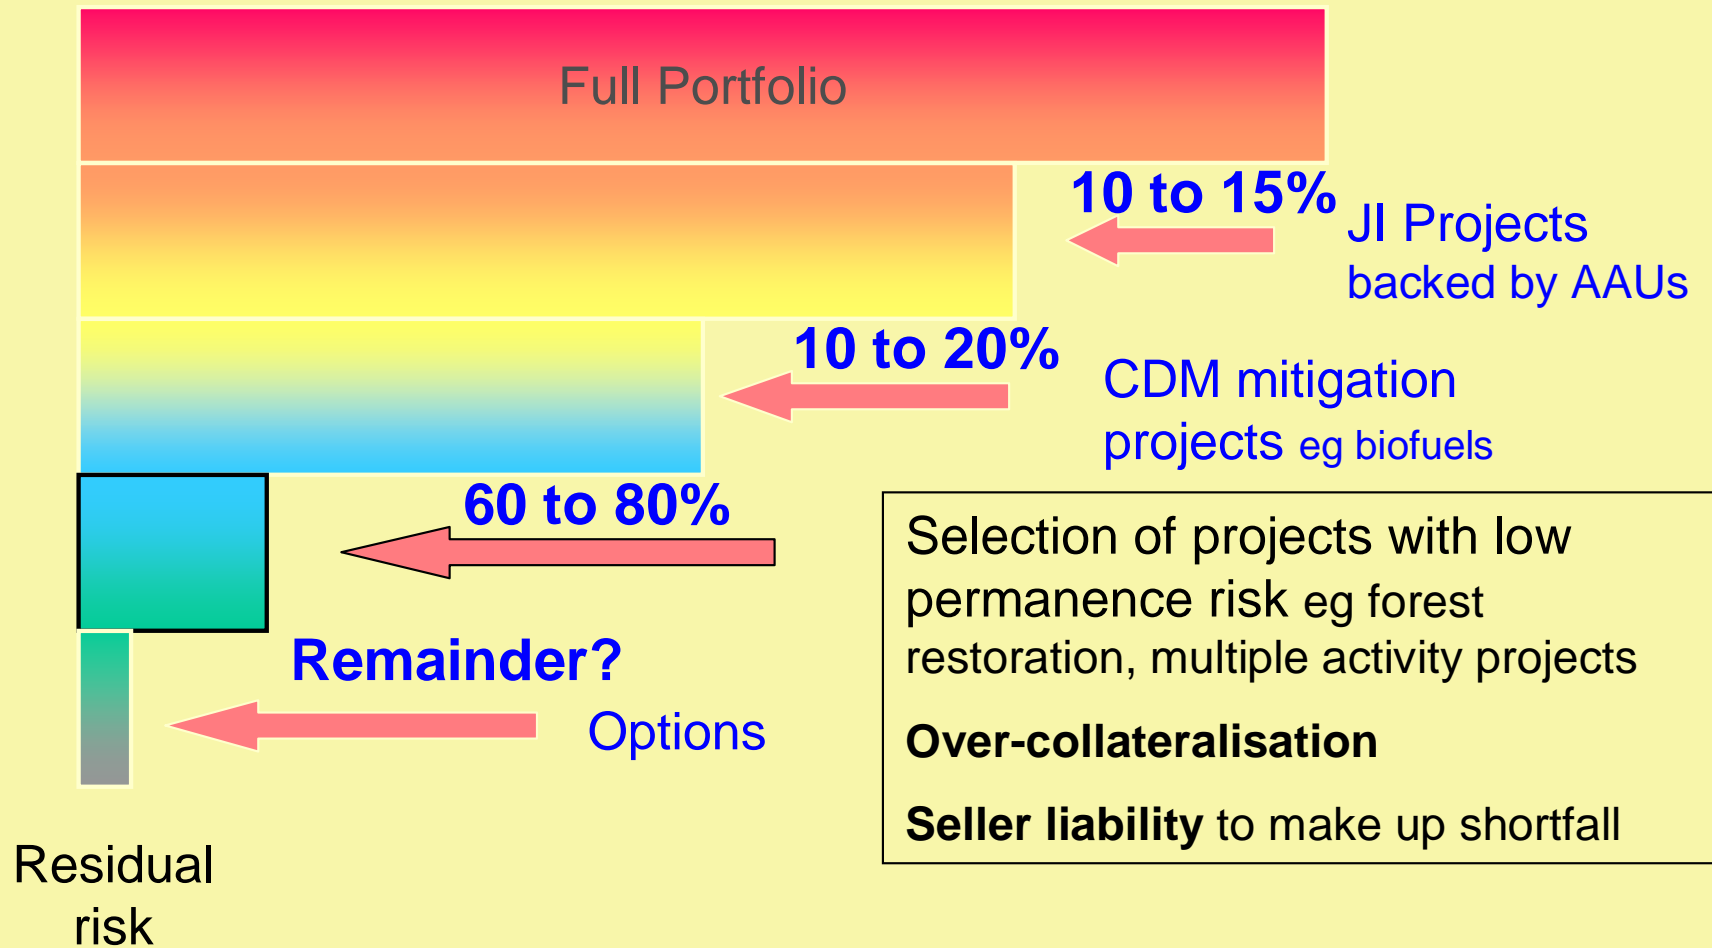 Full Portfolio
10 to 15%
JI Projects
backed by AAUs
10 to 20%
CDM mitigation
projects eg biofuels
60 to 80%
Selection of projects with low
permanence risk eg forest
restoration, multiple activity projects
Over-collateralisation
Seller liability to make up shortfall
Remainder?
Options
Residual
risk